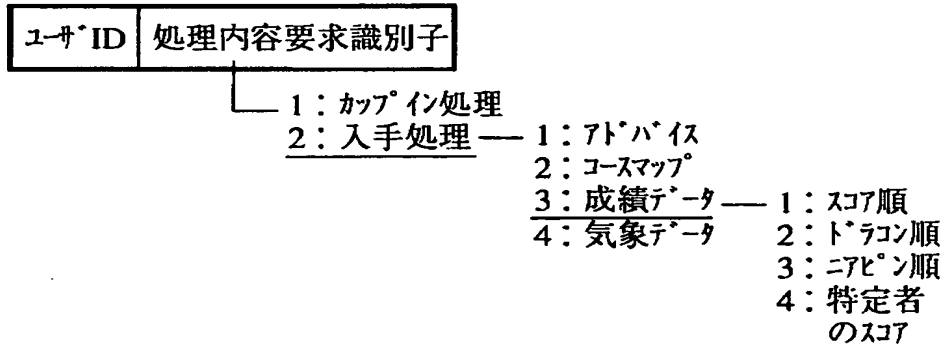 ﾕｰｻﾞID 処理内容要求識別子
1：ｶｯﾌﾟｲﾝ処理
2：入手処理 1：ｱﾄﾞﾊﾞｲｽ
2：ｺｰｽﾏｯﾌﾟ
3：成績ﾃﾞｰﾀ 1：ｽｺｱ順
4：気象ﾃﾞｰﾀ 2：ﾄﾞﾗｺﾝ順
3：ﾆｱﾋﾟﾝ順
4：特定者
のｽｺｱ